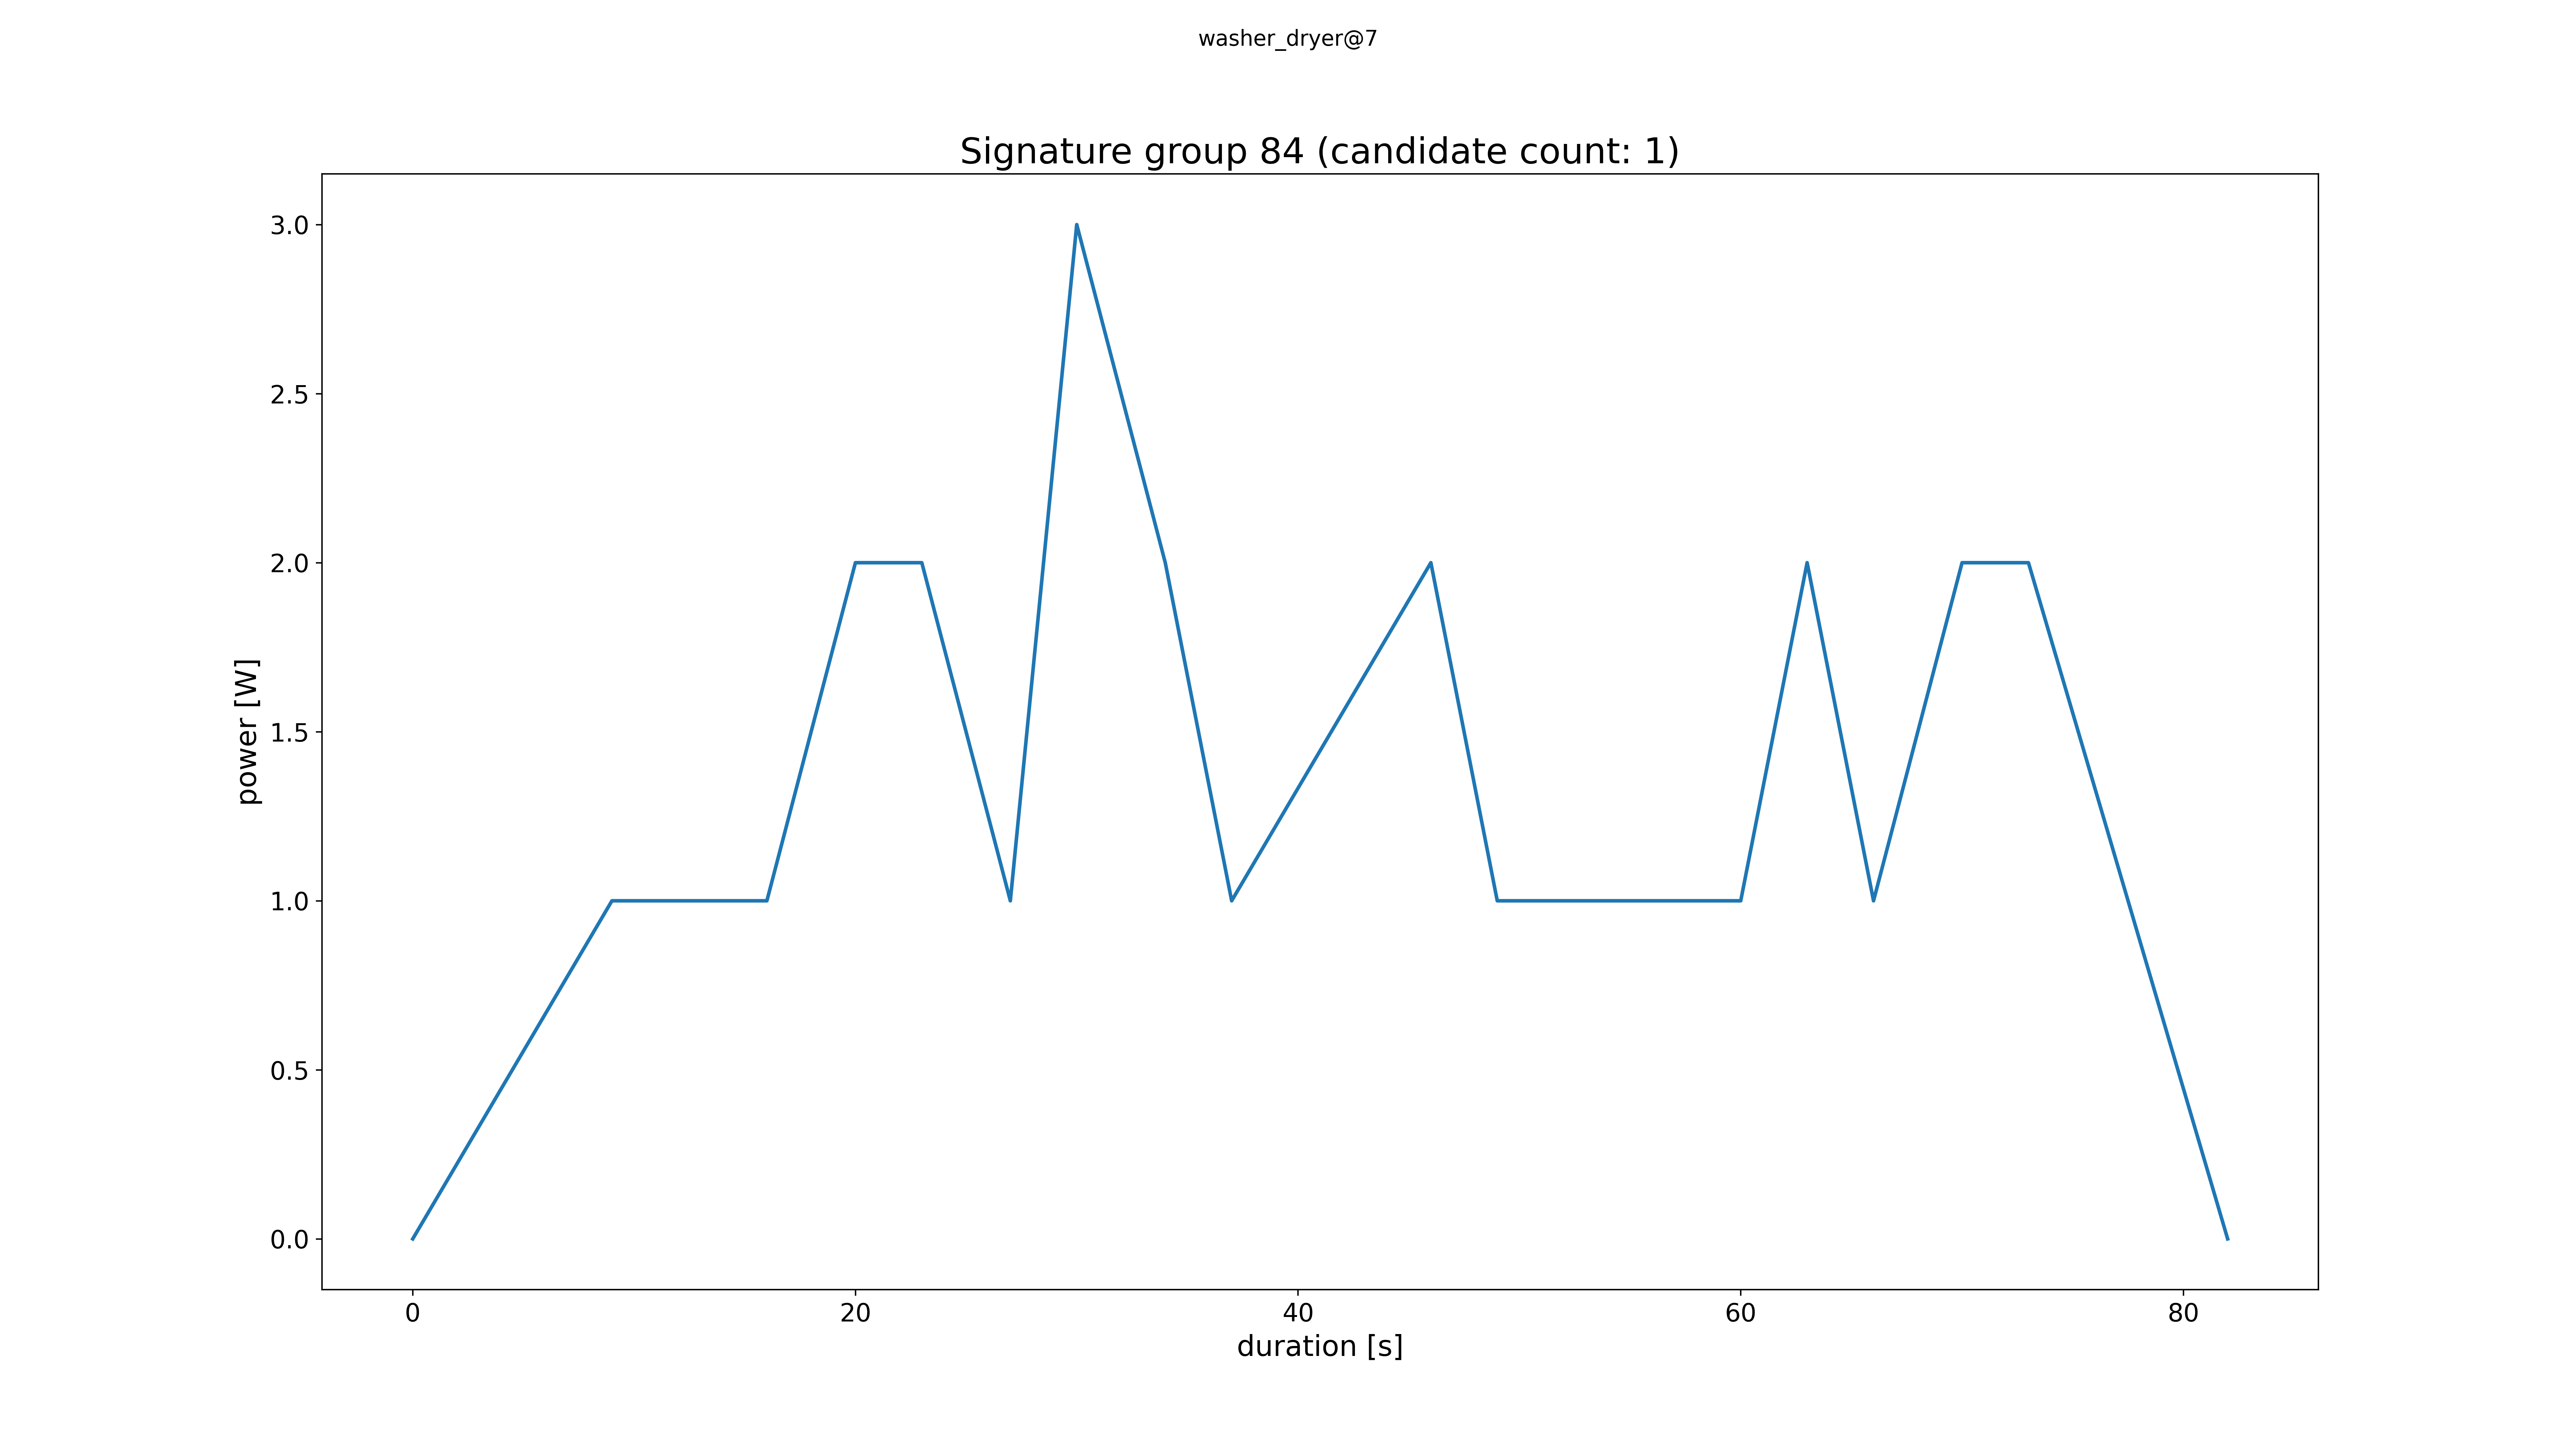 washer_dryer@7
Signature group 84 (candidate count: 1)
3.0
2.5
2.0
1.5
1.0
0.5
0.0
power [W]
0 20 40 60 80
duration [s]